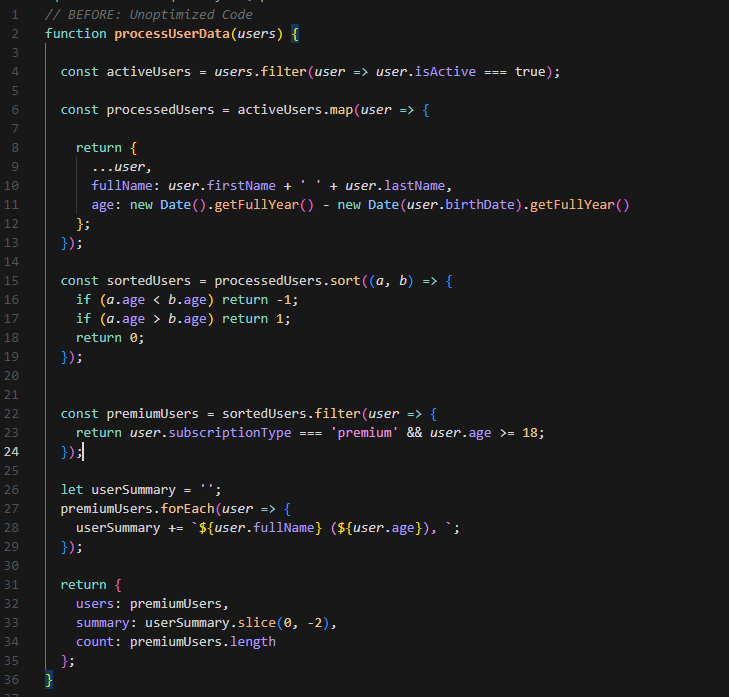 1 // BEFORE: Unoptimized Code
2 function processUserData(users) {
3
4 const activeUsers = users.filter(user => user.isActive === true);
5
6 const processedUsers = activeUsers.map(user => {
7
8 return {
9 ...user,
10 fullName: user.firstName + ' ' + user.lastName,
11 age: new Date().getFullYear() - new Date(user.birthDate).getFullYear()
12 };
13 });
14
15 const sortedUsers = processedUsers.sort((a, b) => {
16 if (a.age < b.age) return -1;
17 if (a.age > b.age) return 1;
18 return 0;
19 });
20
21
22 const premiumUsers = sortedUsers.filter(user => {
23 return user.subscriptionType === 'premium' && user.age >= 18;
24 });
25
26 let userSummary = '';
27 premiumUsers.forEach(user => {
28 userSummary += `${user.fullName} (${user.age}), `;
29 });
30
31 return {
32 users: premiumUsers,
33 summary: userSummary.slice(0, -2),
34 count: premiumUsers.length
35 };
36 }